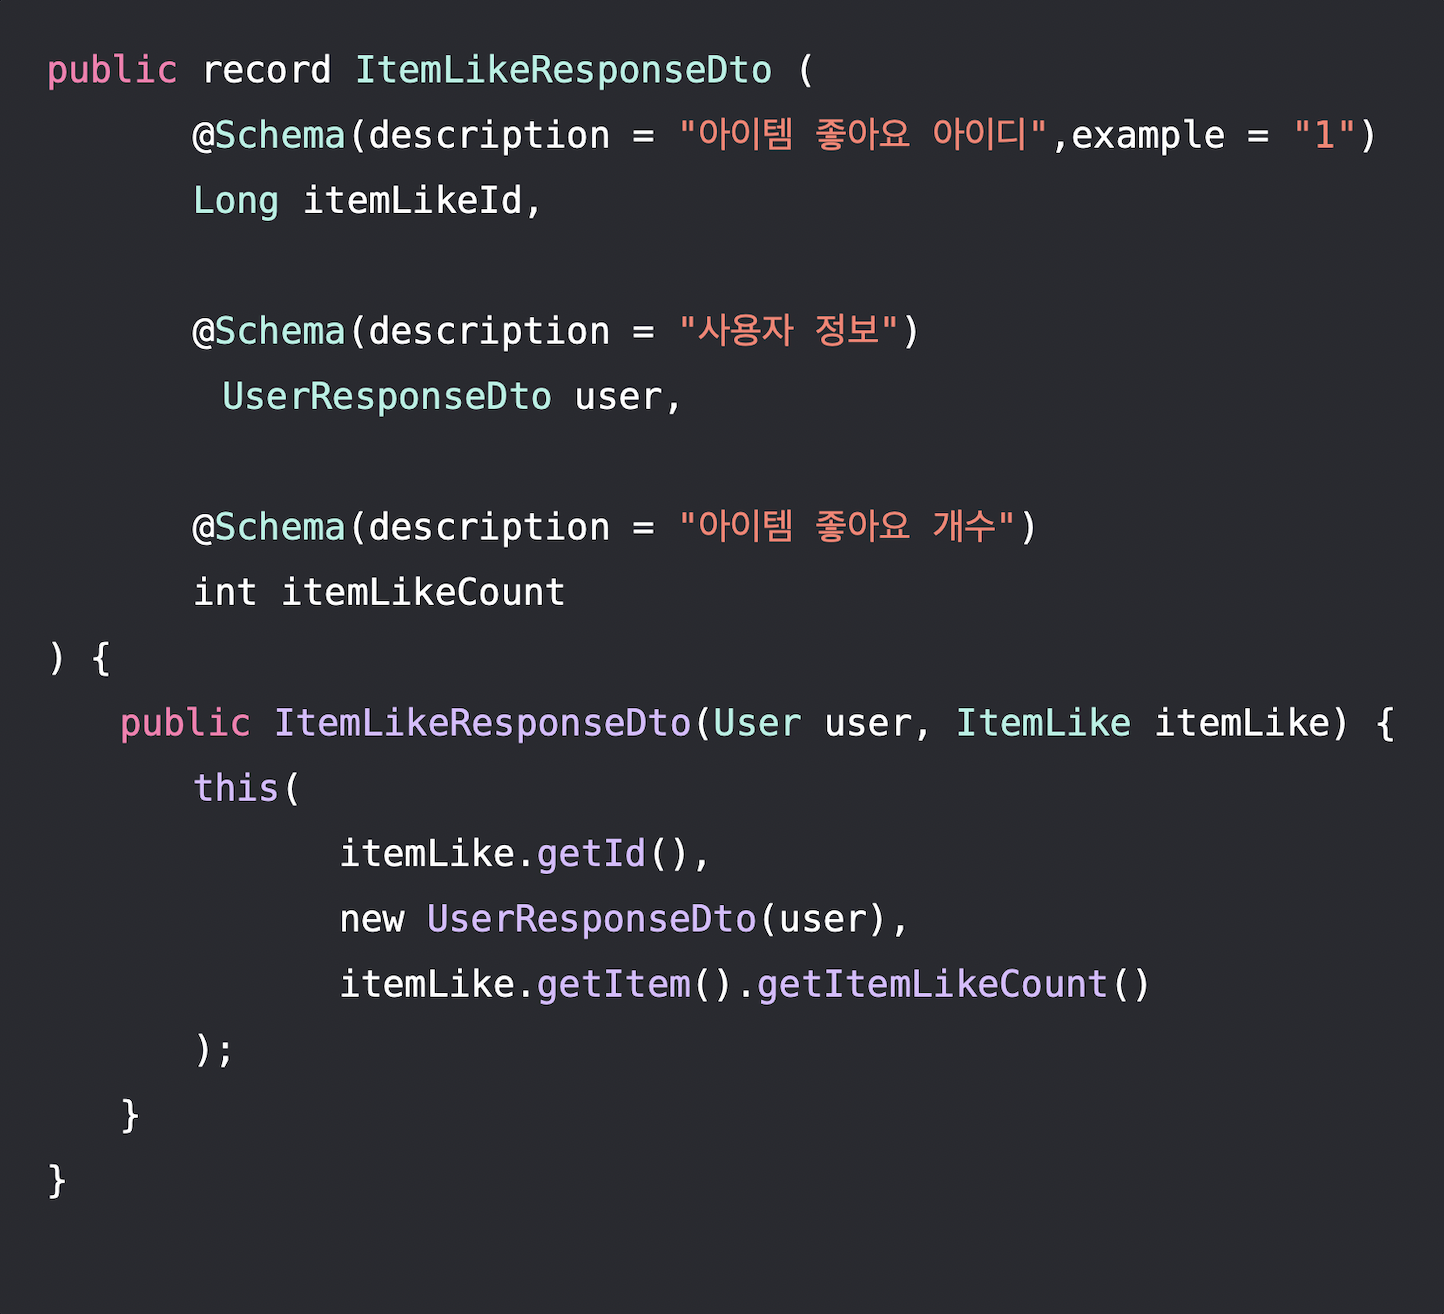 public record ItemLikeResponseDto (
@Schema(description = "아이템 좋아요 아이디",example = "1")
Long itemLikeId,
@Schema(description = "사용자 정보")
UserResponseDto user,
@Schema(description = "아이템 좋아요 개수")
int itemLikeCount
) {
public ItemLikeResponseDto(User user, ItemLike itemLike) {
this(
itemLike.getId(),
new UserResponseDto(user),
itemLike.getItem().getItemLikeCount()
);
}
}